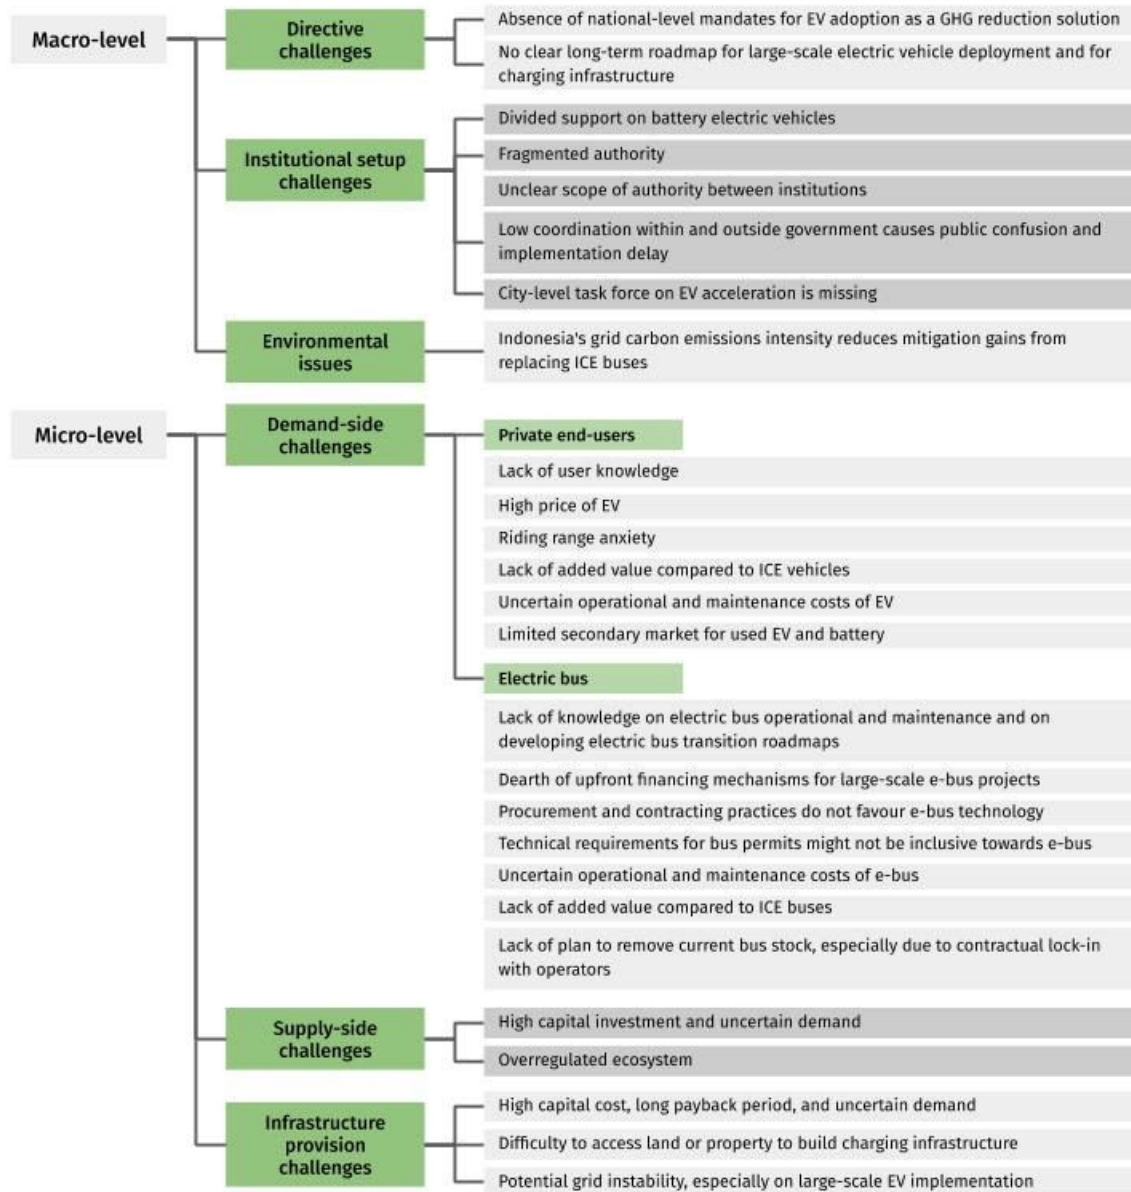 Macro-level
Directive
challenges
Absence of national-level mandates for EV adoption as a GHG reduction solution
No clear long-term roadmap for large-scale electric vehicle deployment and for
charging infrastructure
Institutional setup
challenges
Divided support on battery electric vehicles
Fragmented authority
Unclear scope of authority between institutions
Low coordination within and outside government causes public confusion and
implementation delay
City-level task force on EV acceleration is missing
Environmental
issues
Indonesia's grid carbon emissions intensity reduces mitigation gains from
replacing ICE buses
Micro-level
Demand-side
challenges
Private end-users
Lack of user knowledge
High price of EV
Riding range anxiety
Lack of added value compared to ICE vehicles
Uncertain operational and maintenance costs of EV
Limited secondary market for used EV and battery
Electric bus
Lack of knowledge on electric bus operational and maintenance and on
developing electric bus transition roadmaps
Dearth of upfront financing mechanisms for large-scale e-bus projects
Procurement and contracting practices do not favour e-bus technology
Technical requirements for bus permits might not be inclusive towards e-bus
Uncertain operational and maintenance costs of e-bus
Lack of added value compared to ICE buses
Lack of plan to remove current bus stock, especially due to contractual lock-in
with operators
Supply-side
challenges
High capital investment and uncertain demand
Overregulated ecosystem
Infrastructure
provision
challenges
High capital cost, long payback period, and uncertain demand
Difficulty to access land or property to build charging infrastructure
Potential grid instability, especially on large-scale EV implementation